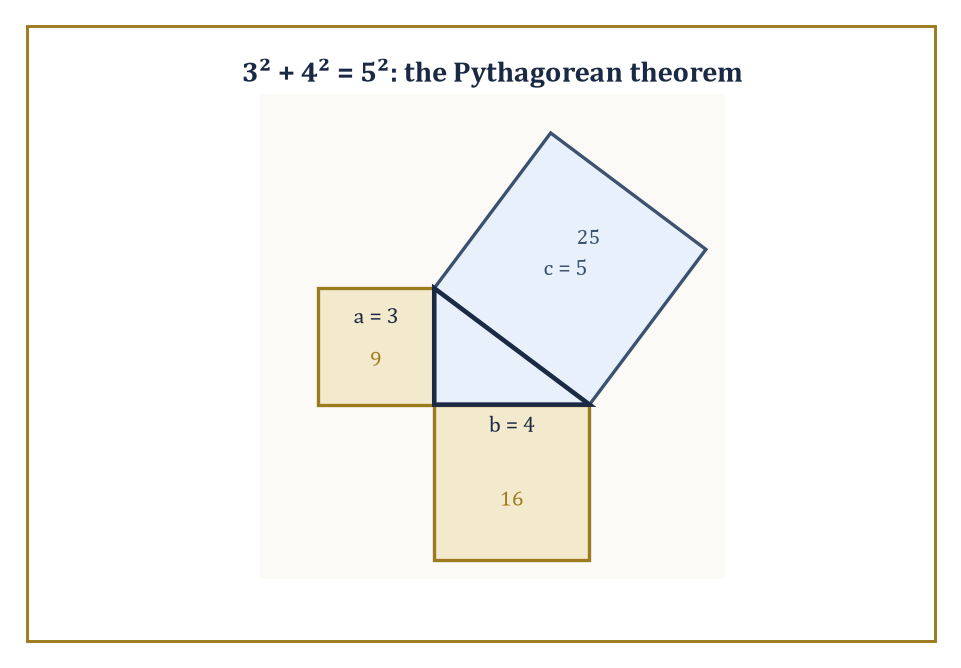 3² + 4² = 5²: the Pythagorean theorem
25
c = 5
a = 3
9
b = 4
16